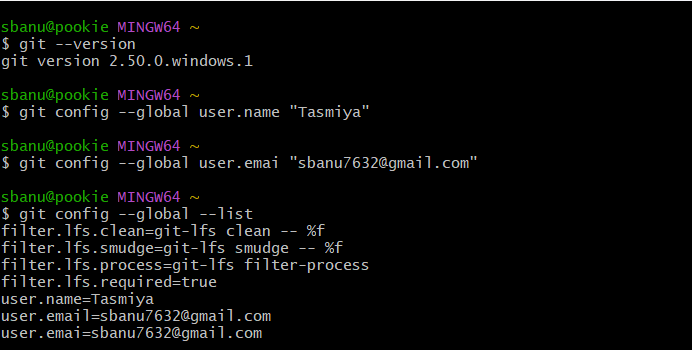 sbanu@pookie MINGW64 ~
$ git --version
git version 2.50.0.windows.1
sbanu@pookie MINGW64 ~
$ git config --global user.name "Tasmiya"
sbanu@pookie MINGW64 ~
$ git config --global user.emai "sbanu7632@gmail.com"
sbanu@pookie MINGW64 ~
$ git config --global --list
filter.lfs.clean=git-lfs clean -- %f
filter.lfs.smudge=git-lfs smudge -- %f
filter.lfs.process=git-lfs filter-process
filter.lfs.required=true
user.name=Tasmiya
user.email=sbanu7632@gmail.com
user.emai=sbanu7632@gmail.com